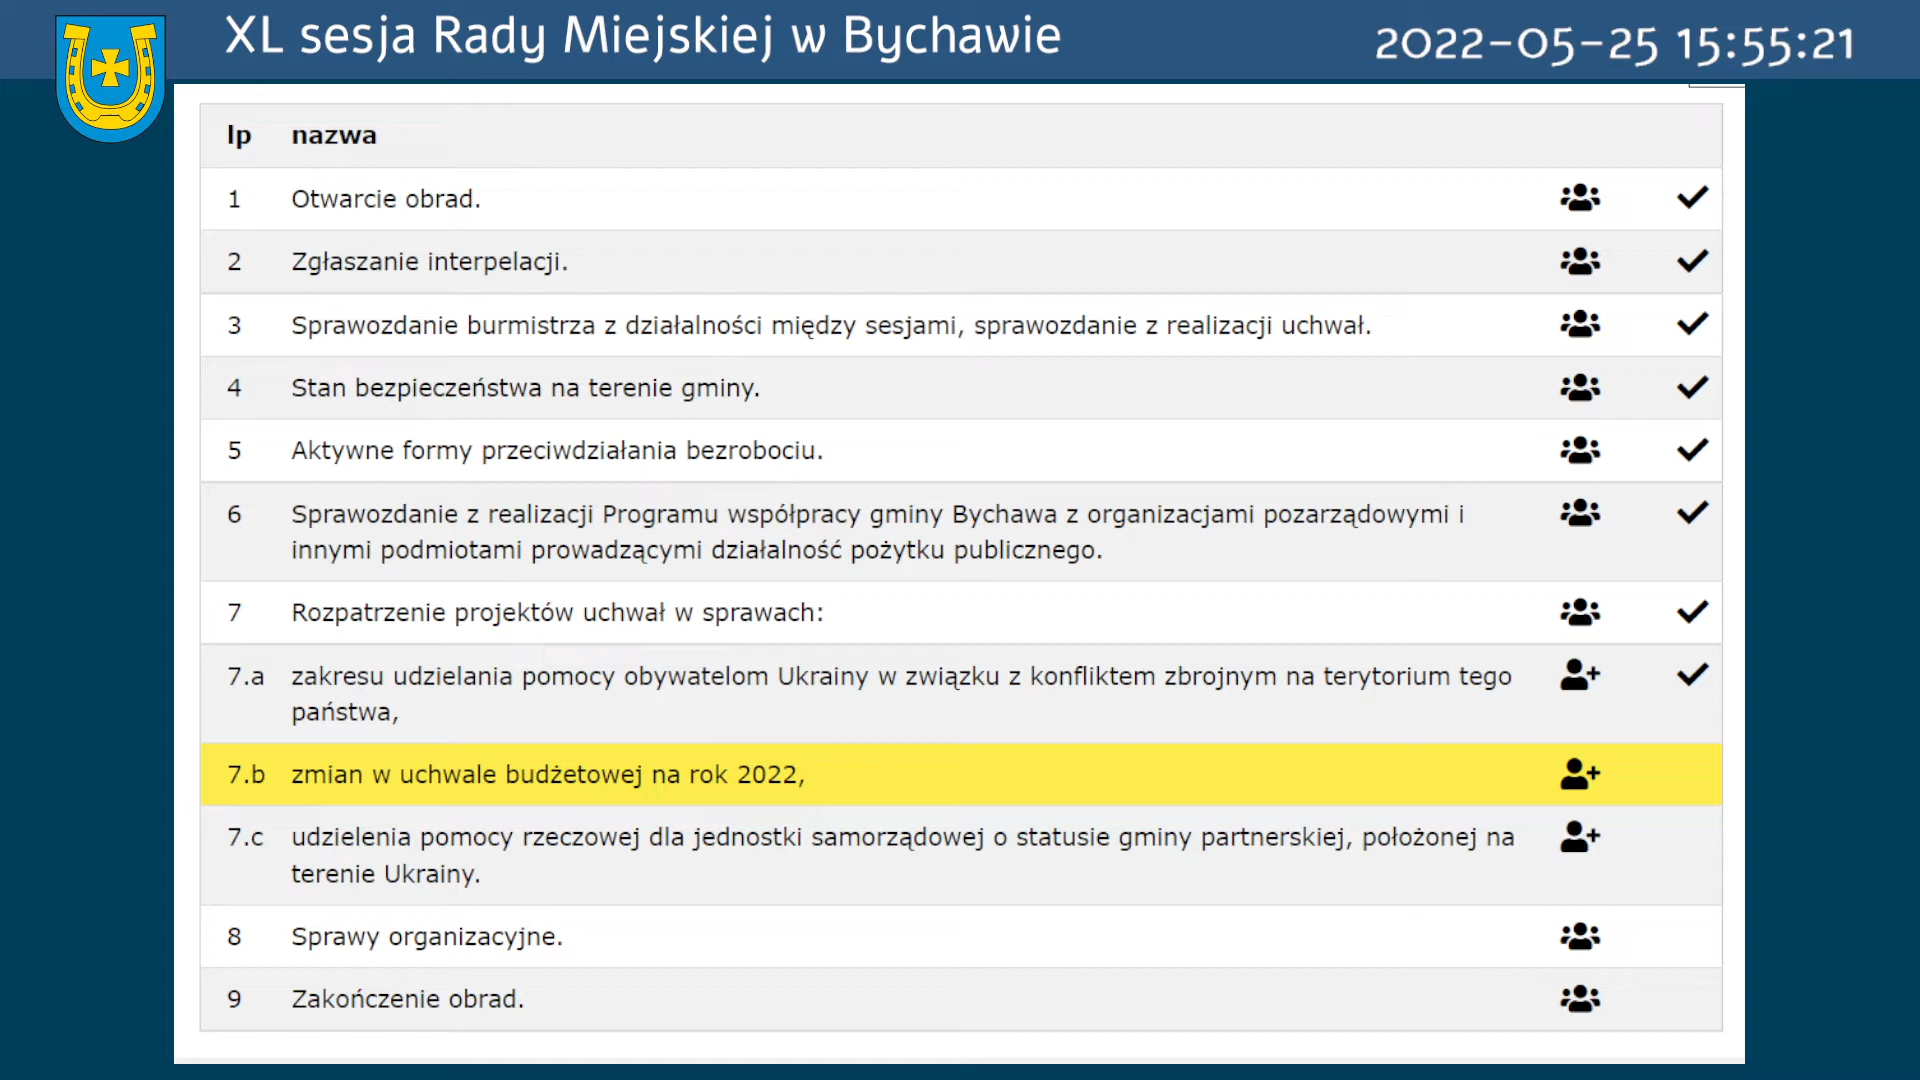 XL sesja Rady Miejskiej w Bychawie
2022-05-25 15:55:21
lp nazwa
1 Otwarcie obrad.
2 Zgłaszanie interpelacji.
3 Sprawozdanie burmistrza z działalności między sesjami, sprawozdanie z realizacji uchwał.
4 Stan bezpieczeństwa na terenie gminy.
5 Aktywne formy przeciwdziałania bezrobociu.
6 Sprawozdanie z realizacji Programu współpracy gminy Bychawa z organizacjami pozarządowymi i
innymi podmiotami prowadzącymi działalność pożytku publicznego.
7 Rozpatrzenie projektów uchwał w sprawach:
7.a zakresu udzielania pomocy obywatelom Ukrainy w związku z konfliktem zbrojnym na terytorium tego
państwa,
7.b zmian w uchwale budżetowej na rok 2022,
7.c udzielenia pomocy rzeczowej dla jednostki samorządowej o statusie gminy partnerskiej, położonej na
terenie Ukrainy.
8 Sprawy organizacyjne.
9 Zakończenie obrad.